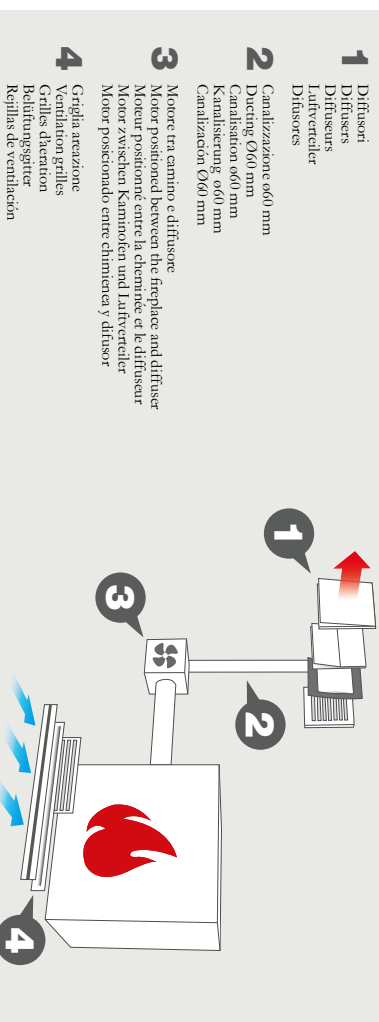 1
Diffusori
Diffusers
Diffuseurs
Luftverteiler
Difusores
2
Canalizzazione ø60 mm
Ducting Ø60 mm
Canalisation ø60 mm
Kanalisierung ø60 mm
Canalización Ø60 mm
3
Motore tra camino e diffusore
Motor positioned between the fireplace and diffuser
Moteur positionné entre la cheminée et le diffuseur
Motor zwischen Kaminofen und Luftverteiler
Motor posicionado entre chimienea y difusor
4
Griglia areazione
Ventilation grilles
Grilles d'aeration
Belüftungsgitter
Rejillas de ventilación
1
2
3
4